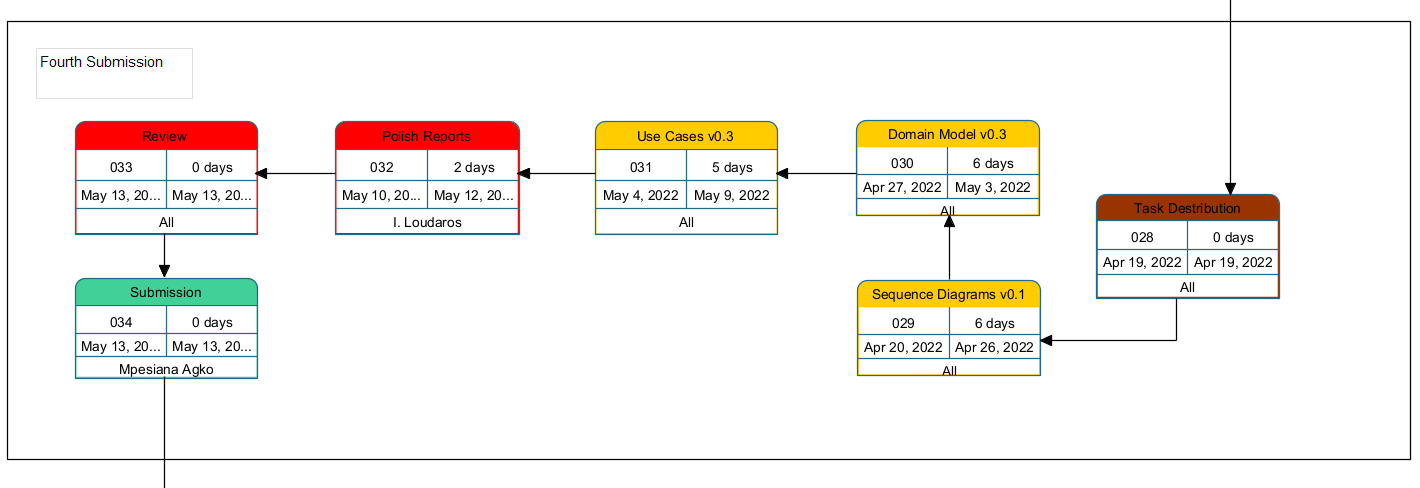 Fourth Submission
Review
033 0 days
May 13, 20... May 13, 20...
All
Polish Reports
032 2 days
May 10, 20... May 12, 20...
I. Loudaros
Use Cases v0.3
031 5 days
May 4, 2022 May 9, 2022
All
Domain Model v0.3
030 6 days
Apr 27, 2022 May 3, 2022
All
Task Destribution
028 0 days
Apr 19, 2022 Apr 19, 2022
All
Submission
034 0 days
May 13, 20... May 13, 20...
Mpesiana Agko
Sequence Diagrams v0.1
029 6 days
Apr 20, 2022 Apr 26, 2022
All